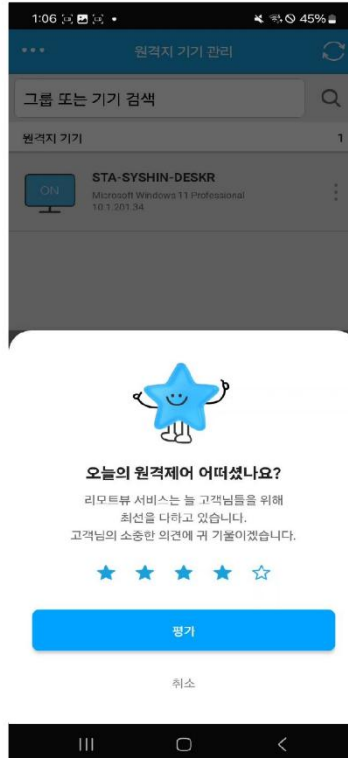 1:06
45%
원격지 기기 관리
그룹 또는 기기 검색
원격지 기기 1
ON
STA-SYSHIN-DESKR
Microsoft Windows 11 Professional
10.1.201.34
오늘의 원격제어 어떠셨나요?
리모트뷰 서비스는 늘 고객님들을 위해
최선을 다하고 있습니다.
고객님의 소중한 의견에 귀 기울이겠습니다.
평가
취소